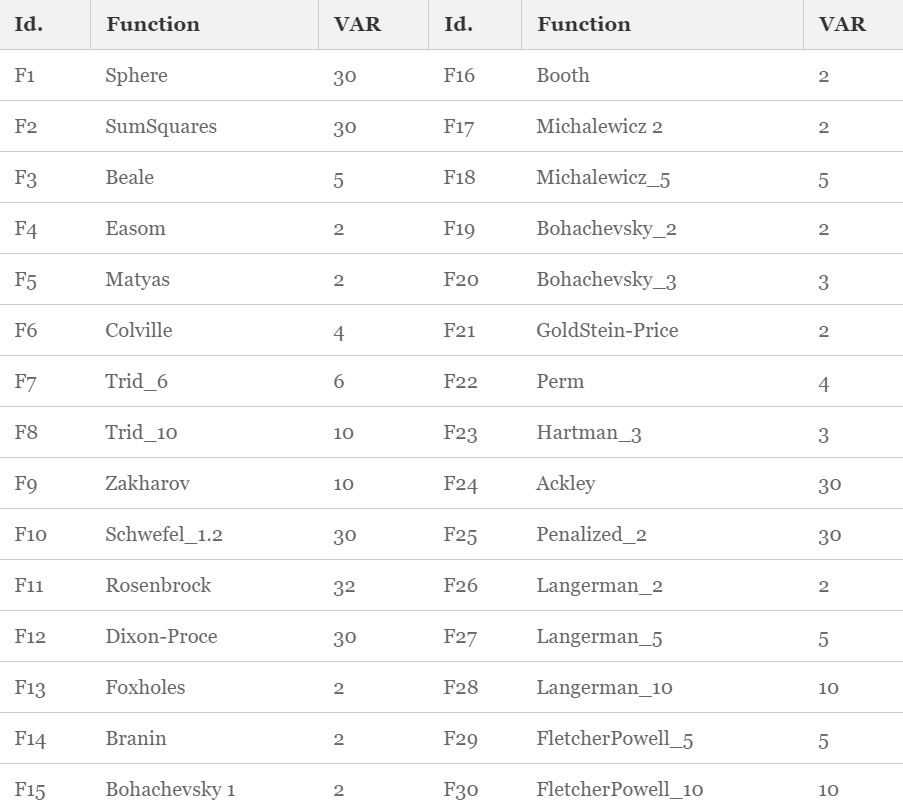 Id. Function VAR Id. Function VAR
F1 Sphere 30 F16 Booth 2
F2 SumSquares 30 F17 Michalewicz 2 2
F3 Beale 5 F18 Michalewicz_5 5
F4 Easom 2 F19 Bohachevsky_2 2
F5 Matyas 2 F20 Bohachevsky_3 3
F6 Colville 4 F21 GoldStein-Price 2
F7 Trid_6 6 F22 Perm 4
F8 Trid_10 10 F23 Hartman_3 3
F9 Zakharov 10 F24 Ackley 30
F10 Schwefel_1.2 30 F25 Penalized_2 30
F11 Rosenbrock 32 F26 Langerman_2 2
F12 Dixon-Proce 30 F27 Langerman_5 5
F13 Foxholes 2 F28 Langerman_10 10
F14 Branin 2 F29 FletcherPowell_5 5
F15 Bohachevsky 1 2 F30 FletcherPowell_10 10